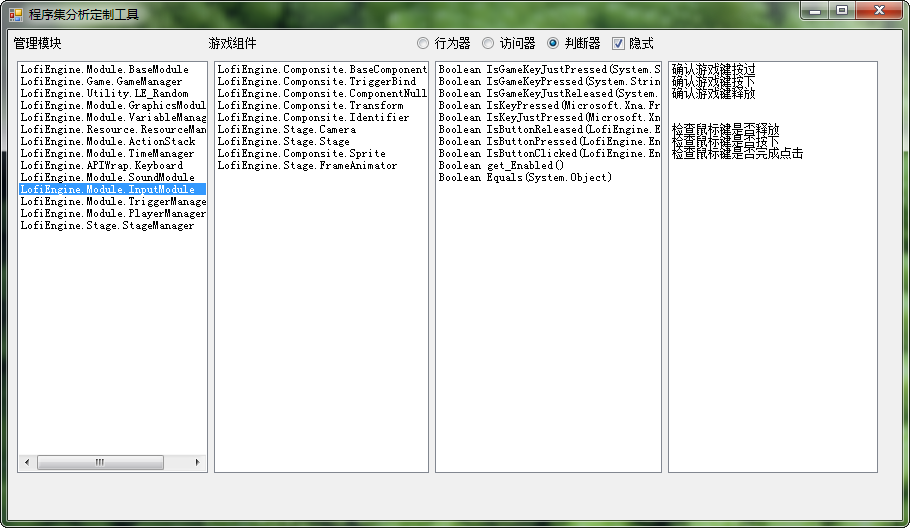 程序集分析定制工具
管理模块
游戏组件
行为器
访问器
判断器
隐式
LofiEngine.Module.BaseModule
LofiEngine.Game.GameManager
LofiEngine.Utility.LE_Random
LofiEngine.Module.GraphicsModul
LofiEngine.Module.VariableManag
LofiEngine.Resource.ResourceMan
LofiEngine.Module.ActionStack
LofiEngine.Module.TimeManager
LofiEngine.APIWrap.Keyboard
LofiEngine.Module.SoundModule
LofiEngine.Module.InputModule
LofiEngine.Module.TriggerManage
LofiEngine.Module.PlayerManager
LofiEngine.Stage.StageManager
LofiEngine.Componsite.BaseComponent
LofiEngine.Componsite.TriggerBind
LofiEngine.Componsite.ComponentNull
LofiEngine.Componsite.Transform
LofiEngine.Componsite.Identifier
LofiEngine.Stage.Camera
LofiEngine.Stage.Stage
LofiEngine.Componsite.Sprite
LofiEngine.Stage.FrameAnimator
Boolean IsGameKeyJustPressed(System.S
Boolean IsGameKeyPressed(System.Strin
Boolean IsGameKeyJustReleased(System.
Boolean IsKeyPressed(Microsoft.Xna.Fr
Boolean IsKeyJustPressed(Microsoft.Xn
Boolean IsButtonReleased(LofiEngine.E
Boolean IsButtonPressed(LofiEngine.En
Boolean IsButtonClicked(LofiEngine.En
Boolean get_Enabled()
Boolean Equals(System.Object)
确认游戏键按过
确认游戏键按下
确认游戏键释放
检查鼠标键是否释放
检查鼠标键是否按下
检查鼠标键是否完成点击